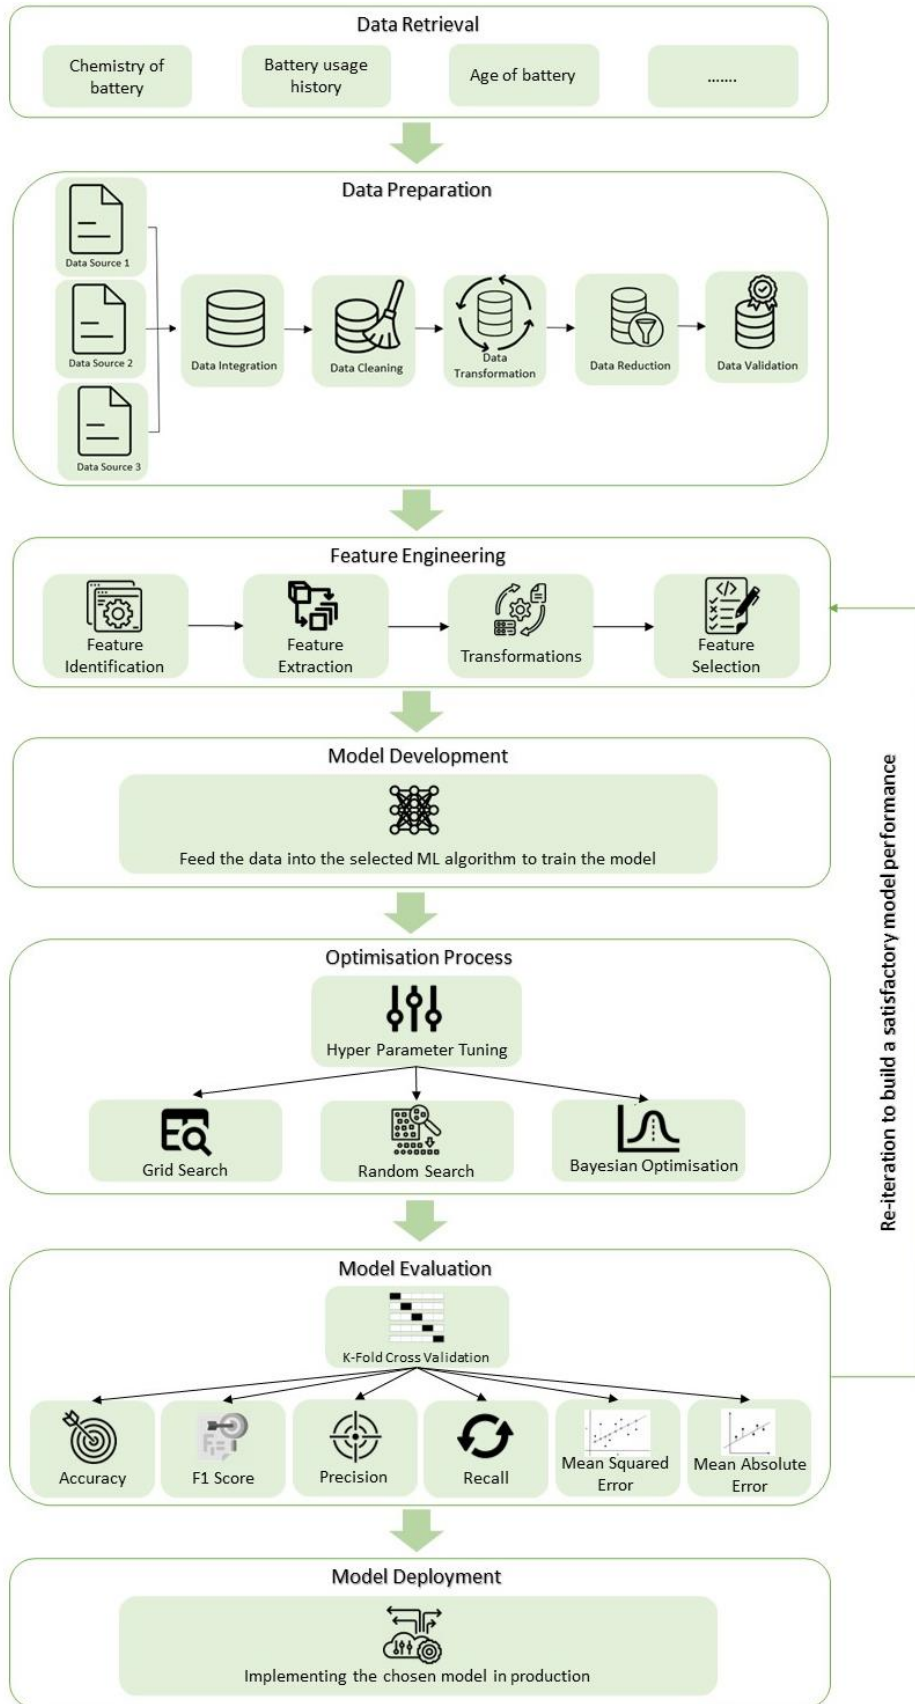 Data Retrieval
Chemistry of
battery
Battery usage
history
Age of battery
.......
Data Preparation
Data Source 1
Data Source 2
Data Source 3
Data Integration
Data Cleaning
Data
Transformation
Data Reduction
Data Validation
Feature Engineering
Feature
Identification
Feature
Extraction
Transformations
Feature
Selection
Model Development
Feed the data into the selected ML algorithm to train the model
Optimisation Process
Hyper Parameter Tuning
Grid Search
Random Search
Bayesian Optimisation
Model Evaluation
K-Fold Cross Validation
Accuracy
F1 Score
Precision
Recall
Mean Squared
Error
Mean Absolute
Error
Model Deployment
Implementing the chosen model in production
Re-iteration to build a satisfactory model performance